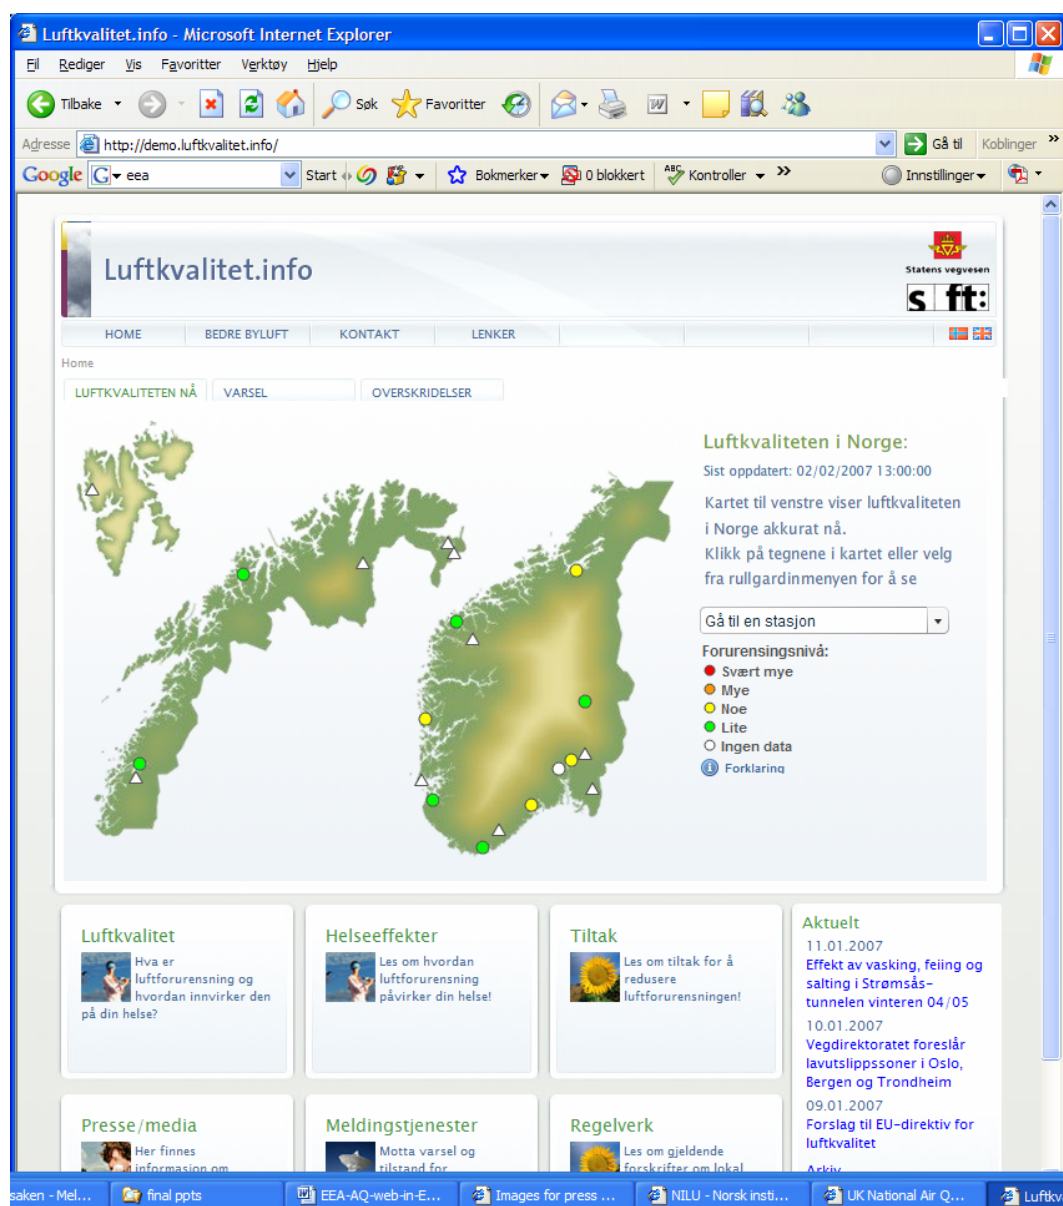 Luftkvalitet.info - Microsoft Internet Explorer
Fil Rediger Vis Favoritter Verktøy Hjelp
Tilbake Søk Favoritter
Adresse http://demo.luftkvalitet.info/ Gå til Koblinger »
Google G eea Start Bokmerker 0 blokkert ABC Kontroller » Innstillinger
Luftkvalitet.info
Statens vegvesen
sft:
HOME BEDRE BYLUFT KONTAKT LENKER
Home
LUFTKVALITETEN NÅ VARSEL OVERSKRIDELSER
Luftkvaliteten i Norge:
Sist oppdatert: 02/02/2007 13:00:00
Kartet til venstre viser luftkvaliteten
i Norge akkurat nå.
Klikk på tegnene i kartet eller velg
fra rullgardinmenyen for å se
Gå til en stasjon
Forurensingsnivå:
Svært mye
Mye
Noe
Lite
Ingen data
i Forklaring
Luftkvalitet
Hva er
luftforurensning og
hvordan innvirker den
på din helse?
Helseeffekter
Les om hvordan
luftforurensning
påvirker din helse!
Tiltak
Les om tiltak for å
redusere
luftforurensningen!
Aktuelt
11.01.2007
Effekt av vasking, feiing og
salting i Strømsås-
tunnelen vinteren 04/05
10.01.2007
Vegdirektoratet foreslår
lavutslippssoner i Oslo,
Bergen og Trondheim
09.01.2007
Forslag til EU-direktiv for
luftkvalitet
Arkiv
Presse/media
Her finnes
informasjon om
Meldingstjenester
Motta varsel og
tilstand for
Regelverk
Les om gjeldende
forskrifter om lokal
saken - Mel... final ppts EEA-AQ-web-in-E... Images for press ... NILU - Norsk insti... UK National Air Q... Luftkv